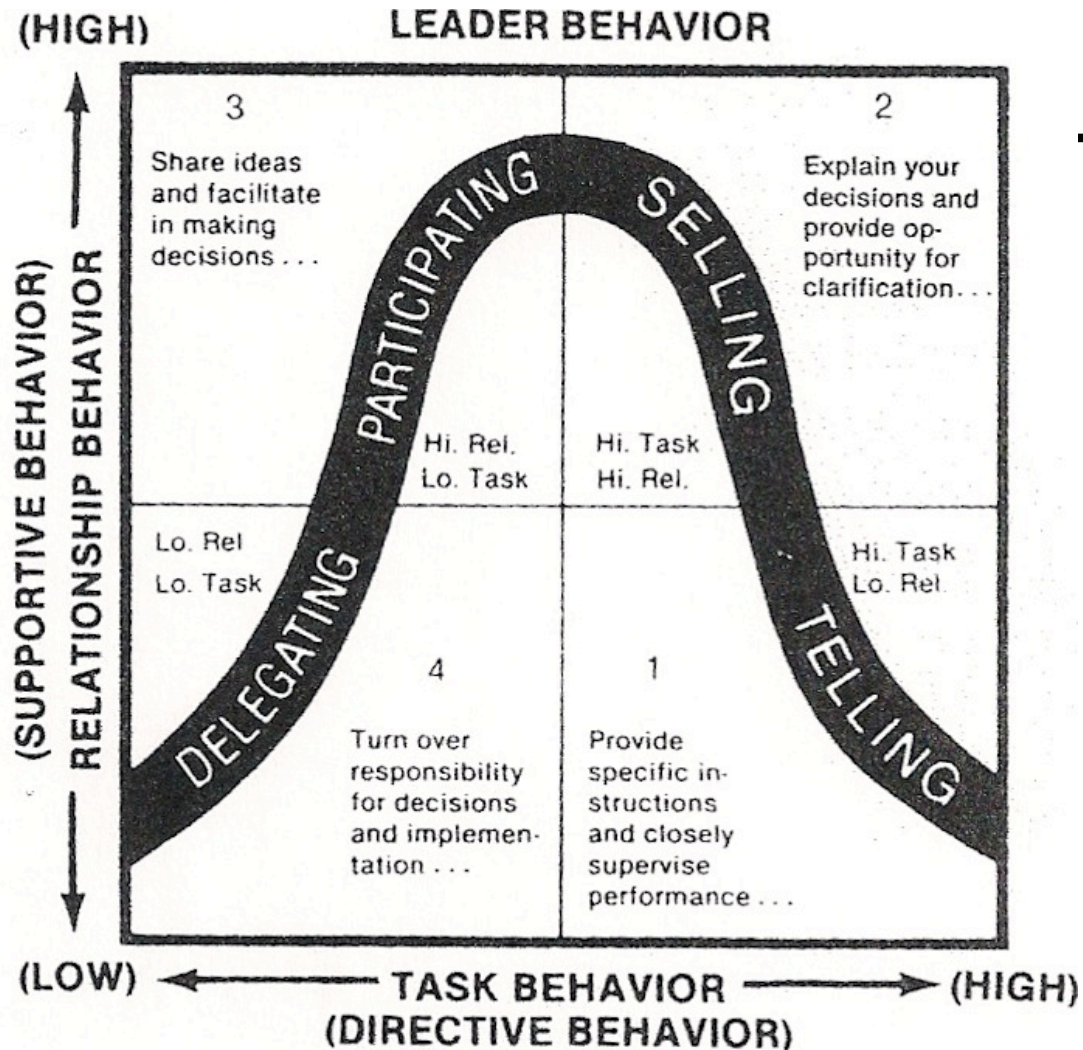 (HIGH)
LEADER BEHAVIOR
3
Share ideas
and facilitate
in making
decisions . . .
2
Explain your
decisions and
provide op-
portunity for
clarification . . .
PARTICIPATING
SELLING
Hi. Rel.
Lo. Task
Hi. Task
Hi. Rel.
(SUPPORTIVE BEHAVIOR)
RELATIONSHIP BEHAVIOR
Lo. Rel
Lo. Task
Hi. Task
Lo. Rel.
DELEGATING
TELLING
4
Turn over
responsibility
for decisions
and implemen-
tation . . .
1
Provide
specific in-
structions
and closely
supervise
performance . . .
(LOW)
TASK BEHAVIOR
(HIGH)
(DIRECTIVE BEHAVIOR)